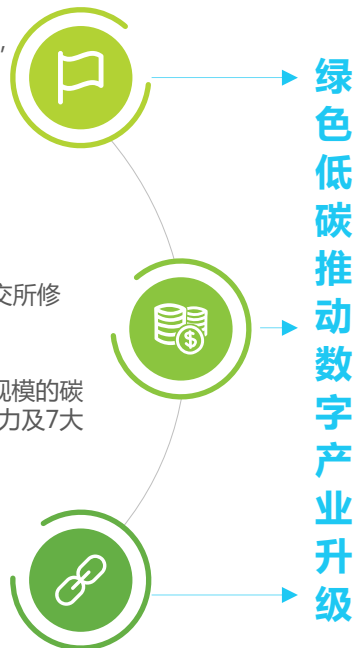 ，
交所修
规模的碳
力及7大
绿
色
低
碳
推
动
数
字
产
业
升
级